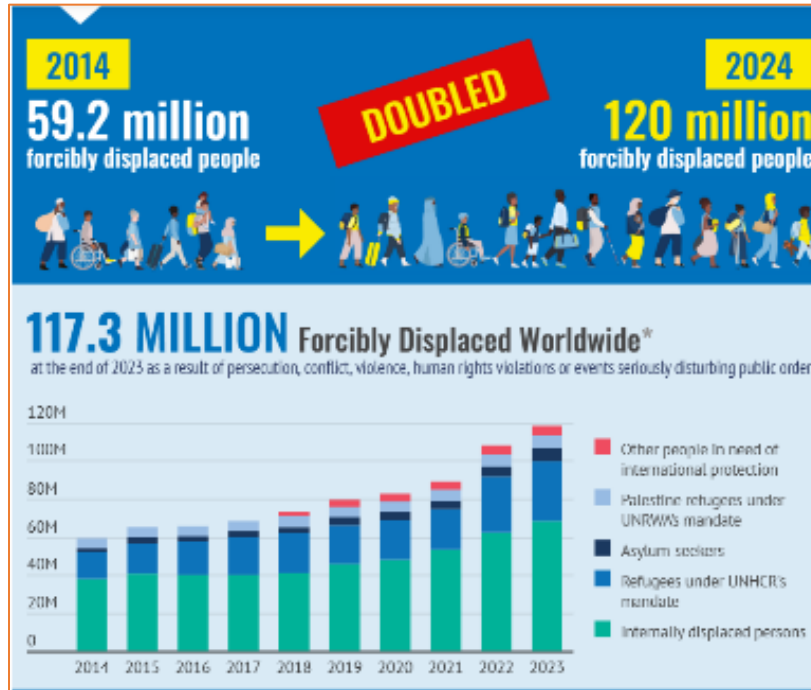 2014
59.2 million
forcibly displaced people
DOUBLED
2024
120 million
forcibly displaced people
117.3 MILLION Forcibly Displaced Worldwide*
at the end of 2023 as a result of persecution, conflict, violence, human rights violations or events seriously disturbing public order
120M
100M
80M
60M
40M
20M
0
2014 2015 2016 2017 2018 2019 2020 2021 2022 2023
Other people in need of
international protection
Palestine refugees under
UNRWA's mandate
Asylum seekers
Refugees under UNHCR's
mandate
Internally displaced persons